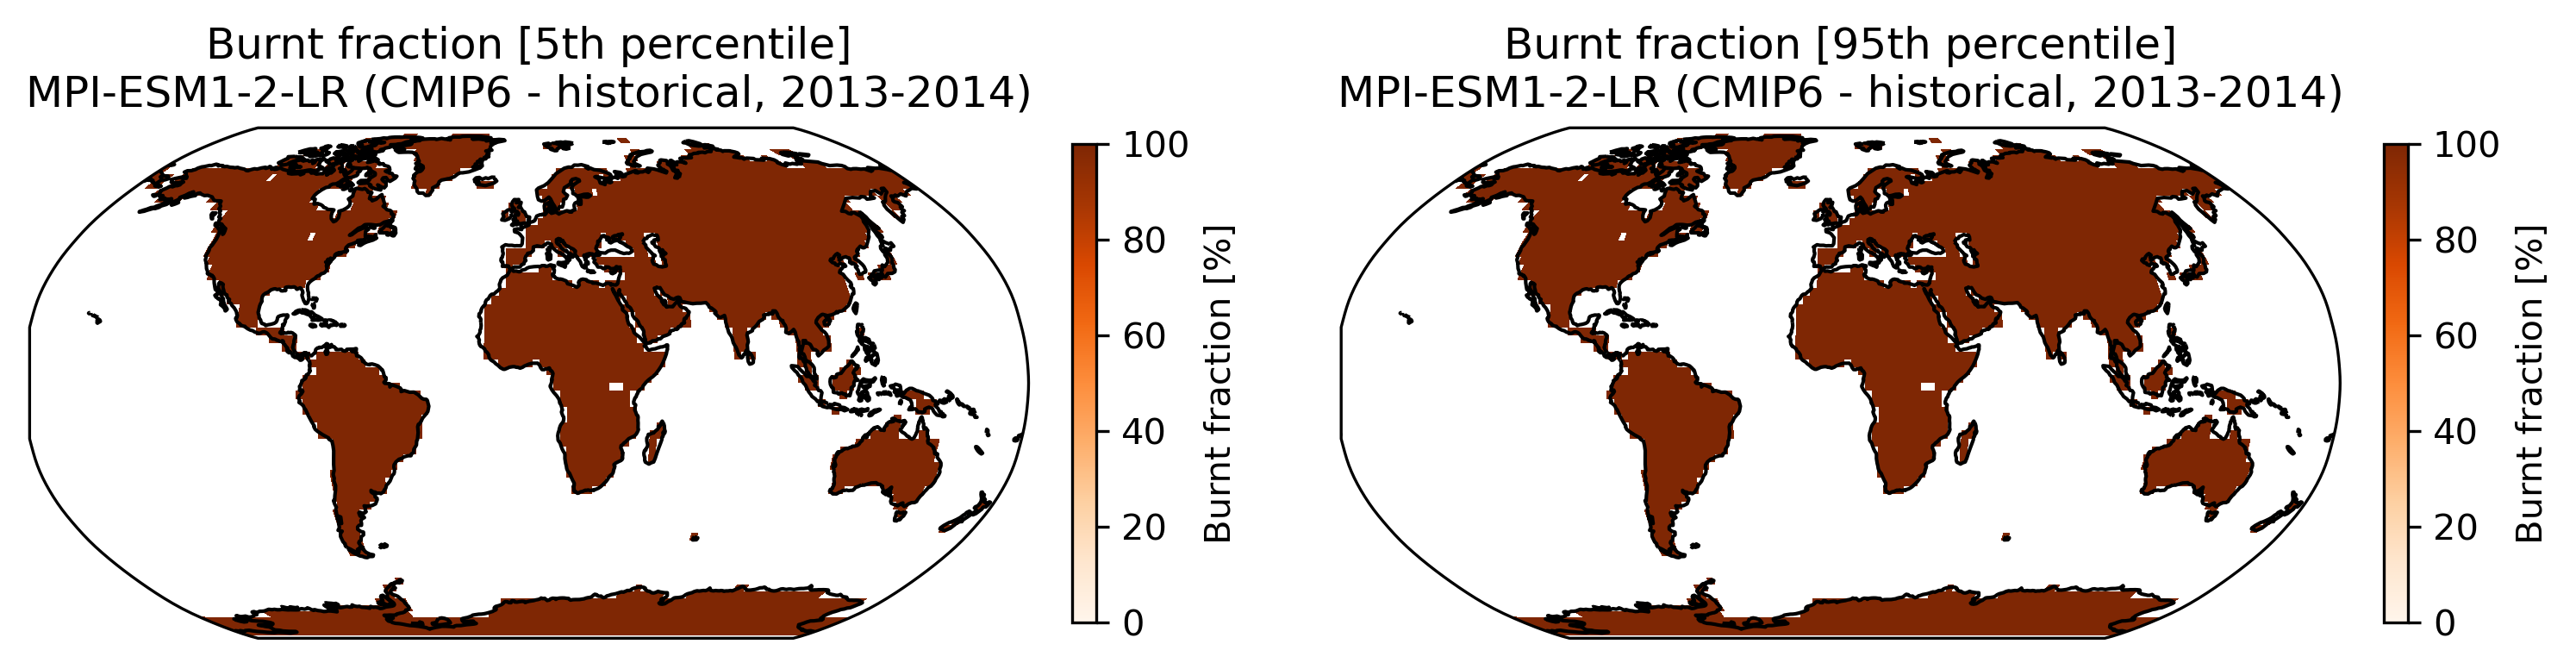 Burnt fraction [5th percentile]
MPI-ESM1-2-LR (CMIP6 - historical, 2013-2014)
100
80
60
40
20
0
Burnt fraction [%]
Burnt fraction [95th percentile]
MPI-ESM1-2-LR (CMIP6 - historical, 2013-2014)
100
80
60
40
20
0
Burnt fraction [%]